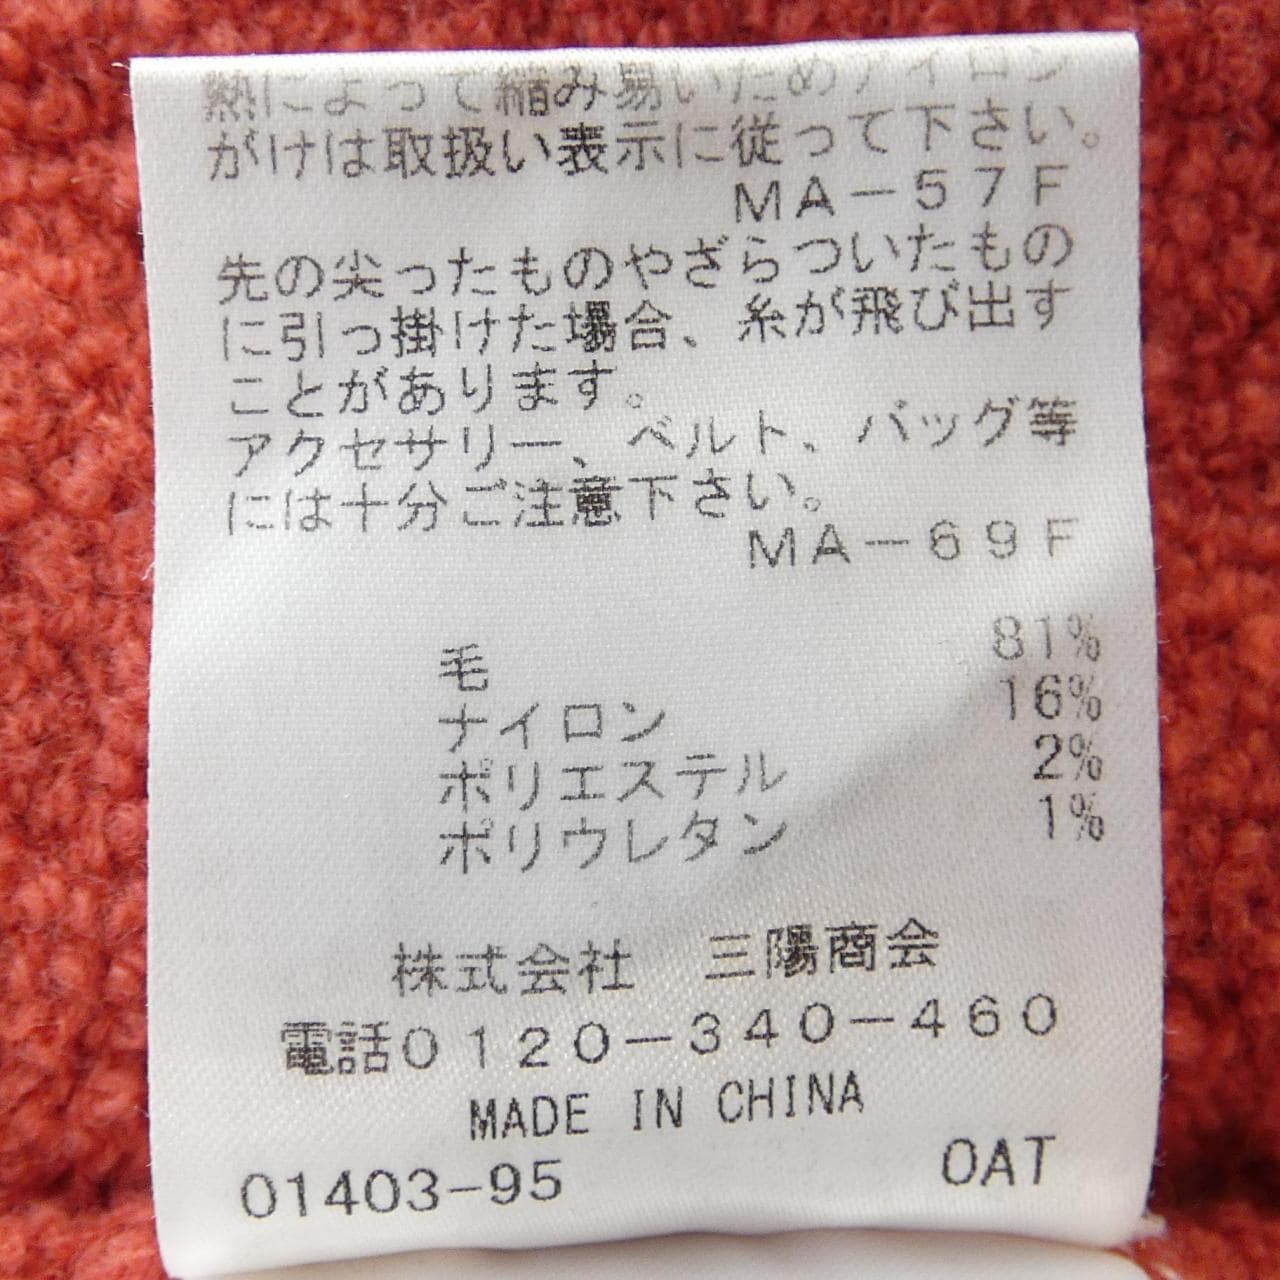 熱によって縮み易いためアイロン
がけは取扱い表示に従って下さい。
MA-57F
先の尖ったものやざらついたもの
に引っ掛けた場合、糸が飛び出す
ことがあります。
アクセサリー、ベルト、バッグ等
には十分ご注意下さい。
MA-69F
毛 81%
ナイロン 16%
ポリエステル 2%
ポリウレタン 1%
株式会社 三陽商会
電話0120-340-460
MADE IN CHINA
01403-95 OAT